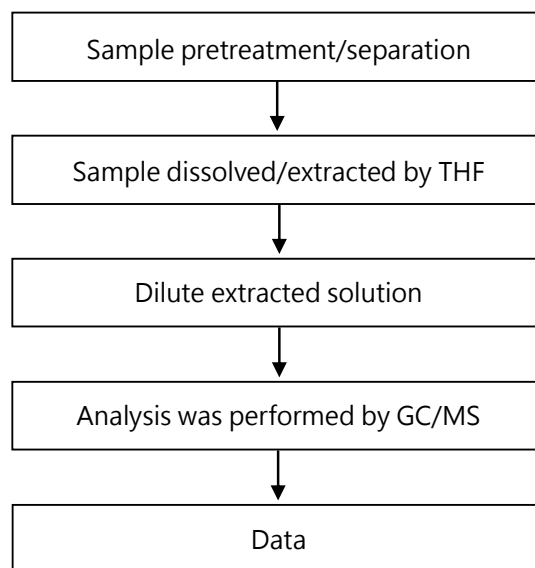 Sample pretreatment/separation
Sample dissolved/extracted by THF
Dilute extracted solution
Analysis was performed by GC/MS
Data